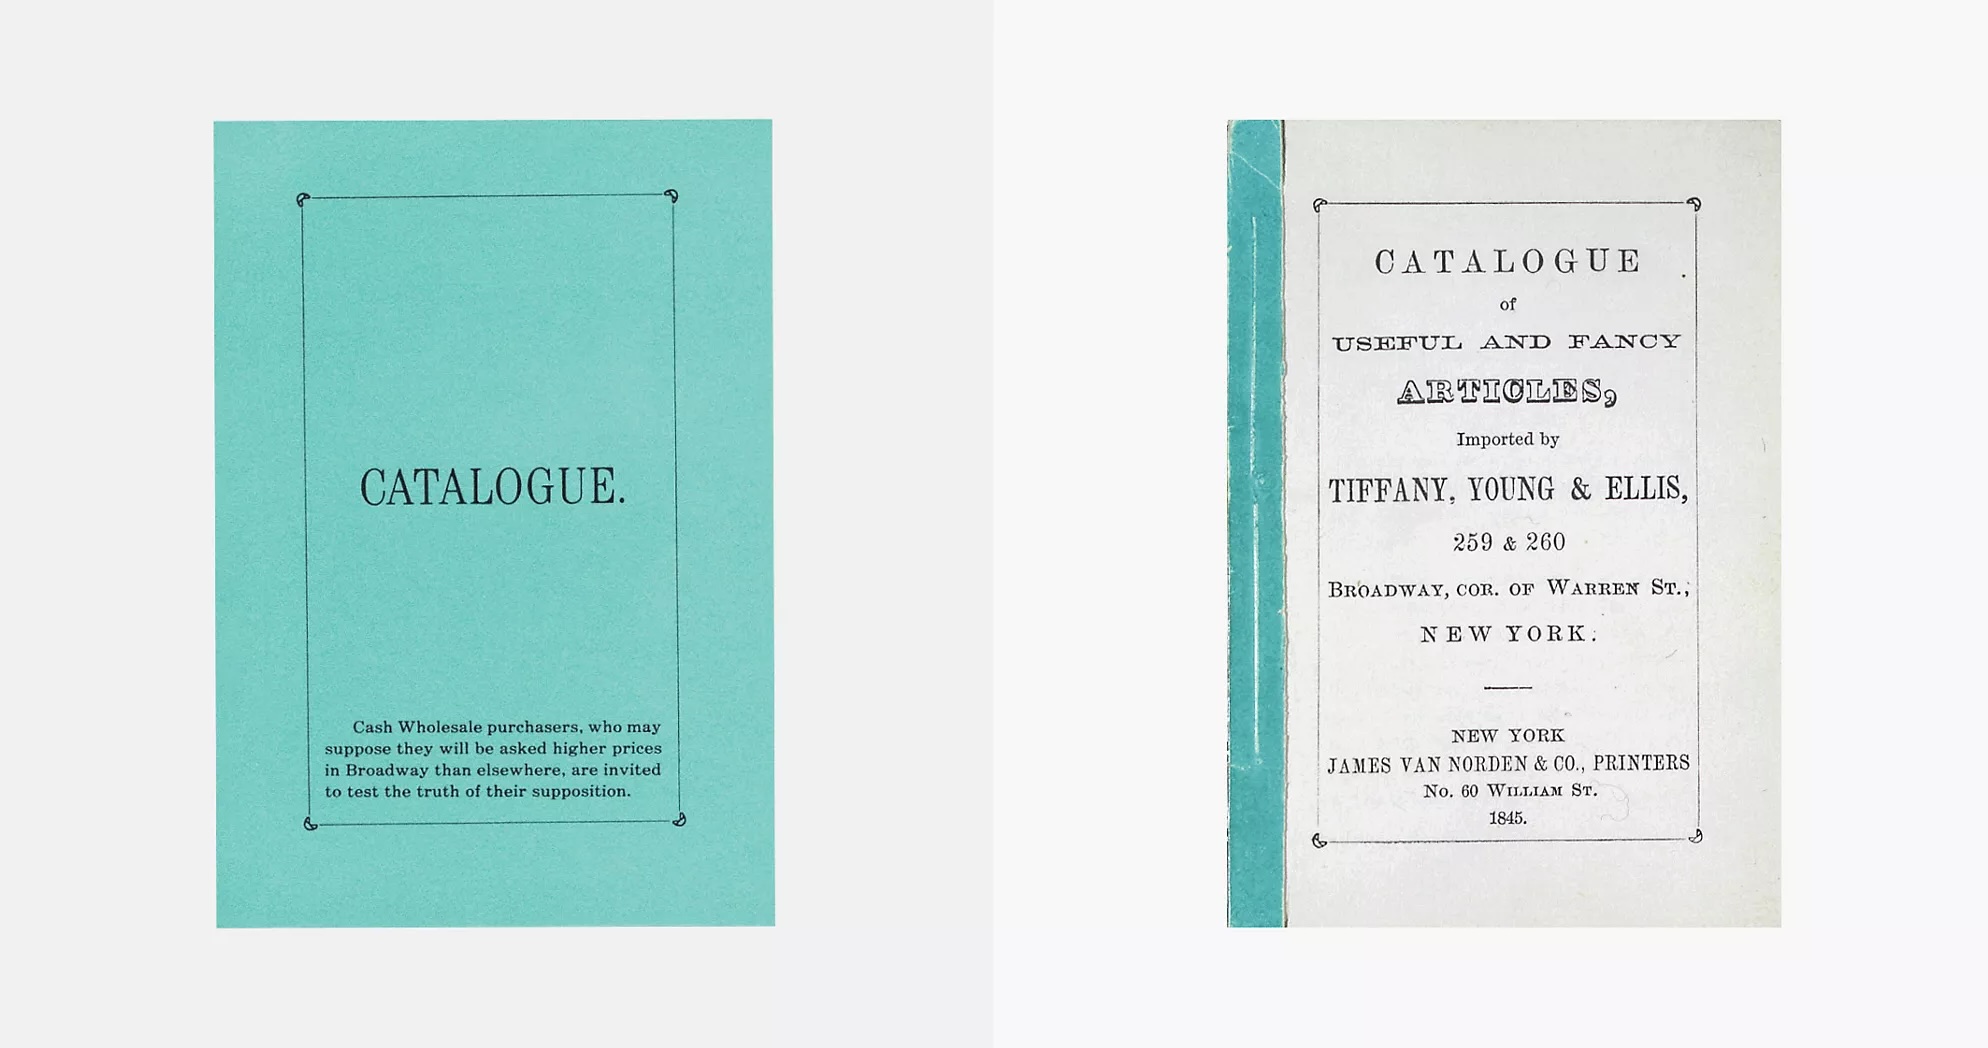 CATALOGUE.
Cash Wholesale purchasers, who may
suppose they will be asked higher prices
in Broadway than elsewhere, are invited
to test the truth of their supposition.
CATALOGUE
of
USEFUL AND FANCY
ARTICLES,
Imported by
TIFFANY, YOUNG & ELLIS,
259 & 260
BROADWAY, COR. OF WARREN ST.,
NEW YORK.
NEW YORK
JAMES VAN NORDEN & CO., PRINTERS
No. 60 WILLIAM ST.
1845.